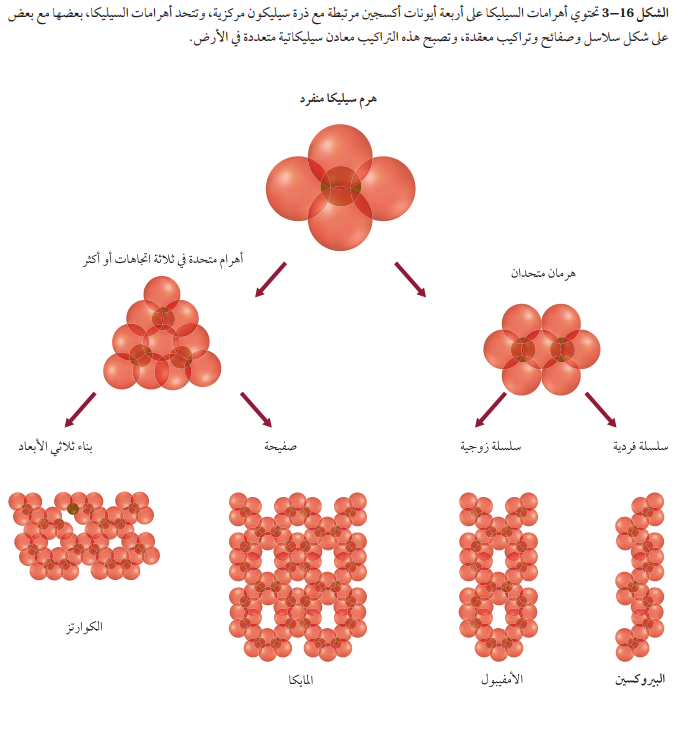 الشكل 16–3 تحتوي أهرامات السيليكا على أربعة أيونات أكسجين مرتبطة مع ذرة سيليكون مركزية، وتتحد أهرامات السيليكا، بعضها مع بعض
على شكل سلاسل وصفائح وتراكيب معقدة، وتصبح هذه التراكيب معادن سيليكاتية متعددة في الأرض.
هرم سيليكا منفرد
أهرام متحدة في ثلاثة اتجاهات أو أكثر
هرمان متحدان
سلسلة فردية
سلسلة زوجية
صفيحة
بناء ثلاثي الأبعاد
الكوارتز
البيروكسين
الأمفيبول
المايكا